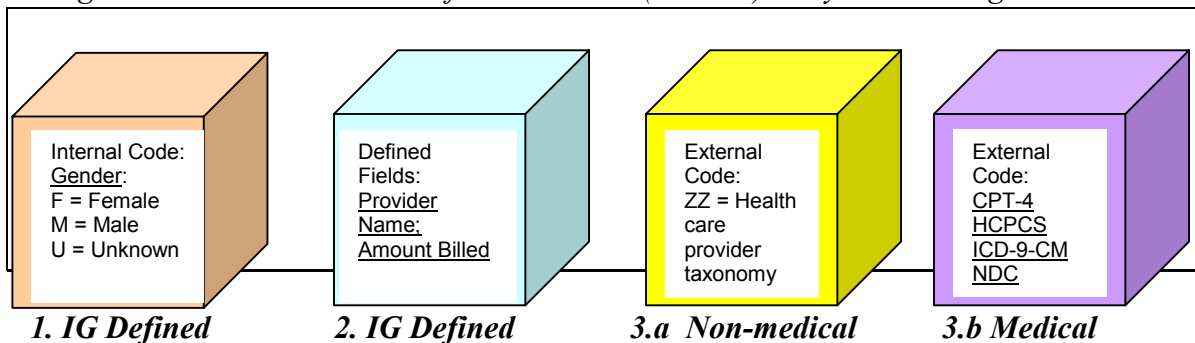 Internal Code:
Gender:
F = Female
M = Male
U = Unknown
Defined
Fields:
Provider
Name;
Amount Billed
External
Code:
ZZ = Health
care
provider
taxonomy
External
Code:
CPT-4
HCPCS
ICD-9-CM
NDC
1. IG Defined
2. IG Defined
3.a Non-medical
3.b Medical